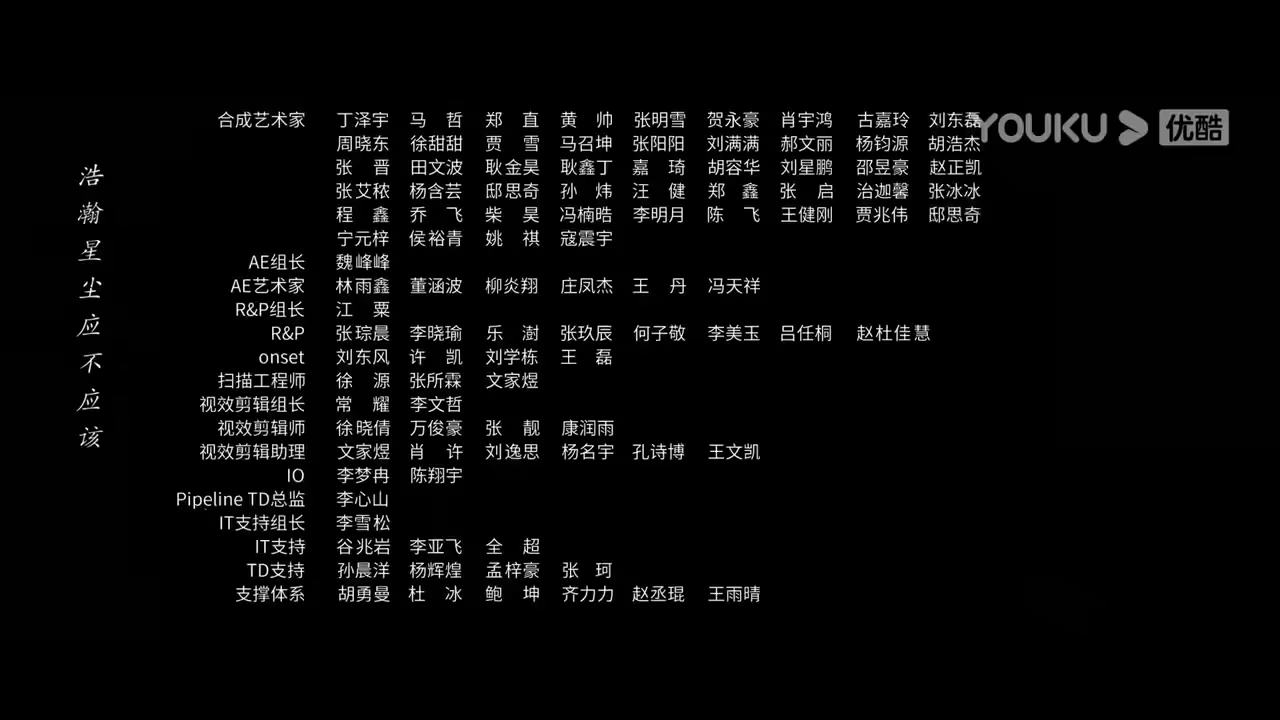 合成艺术家 丁泽宇 马 哲 郑 直 黄 帅 张明雪 贺永豪 肖宇鸿 古嘉玲 刘东磊
周晓东 徐甜甜 贾 雪 马召坤 张阳阳 刘满满 郝文丽 杨钧源 胡浩杰
张 晋 田文波 耿金昊 耿鑫丁 嘉 琦 胡容华 刘星鹏 邵昱豪 赵正凯
张艾秾 杨含芸 邸思奇 孙 炜 汪 健 郑 鑫 张 启 治迦馨 张冰冰
程 鑫 乔 飞 柴 昊 冯楠晧 李明月 陈 飞 王健刚 贾兆伟 邸思奇
宁元梓 侯裕青 姚 祺 寇震宇
AE组长 魏峰峰
AE艺术家 林雨鑫 董涵波 柳炎翔 庄凤杰 王 丹 冯天祥
R&P组长 江 粟
R&P 张琮晨 李晓瑜 乐 澍 张玖辰 何子敬 李美玉 吕任桐 赵杜佳慧
onset 刘东风 许 凯 刘学栋 王 磊
扫描工程师 徐 源 张所霖 文家煜
视效剪辑组长 常 耀 李文哲
视效剪辑师 徐晓倩 万俊豪 张 靓 康润雨
视效剪辑助理 文家煜 肖 许 刘逸思 杨名宇 孔诗博 王文凯
IO 李梦冉 陈翔宇
Pipeline TD总监 李心山
IT支持组长 李雪松
IT支持 谷兆岩 李亚飞 全 超
TD支持 孙晨洋 杨辉煌 孟梓豪 张 珂
支撑体系 胡勇曼 杜 冰 鲍 坤 齐力力 赵丞琨 王雨晴
浩瀚星尘应不应该
YOUKU 优酷